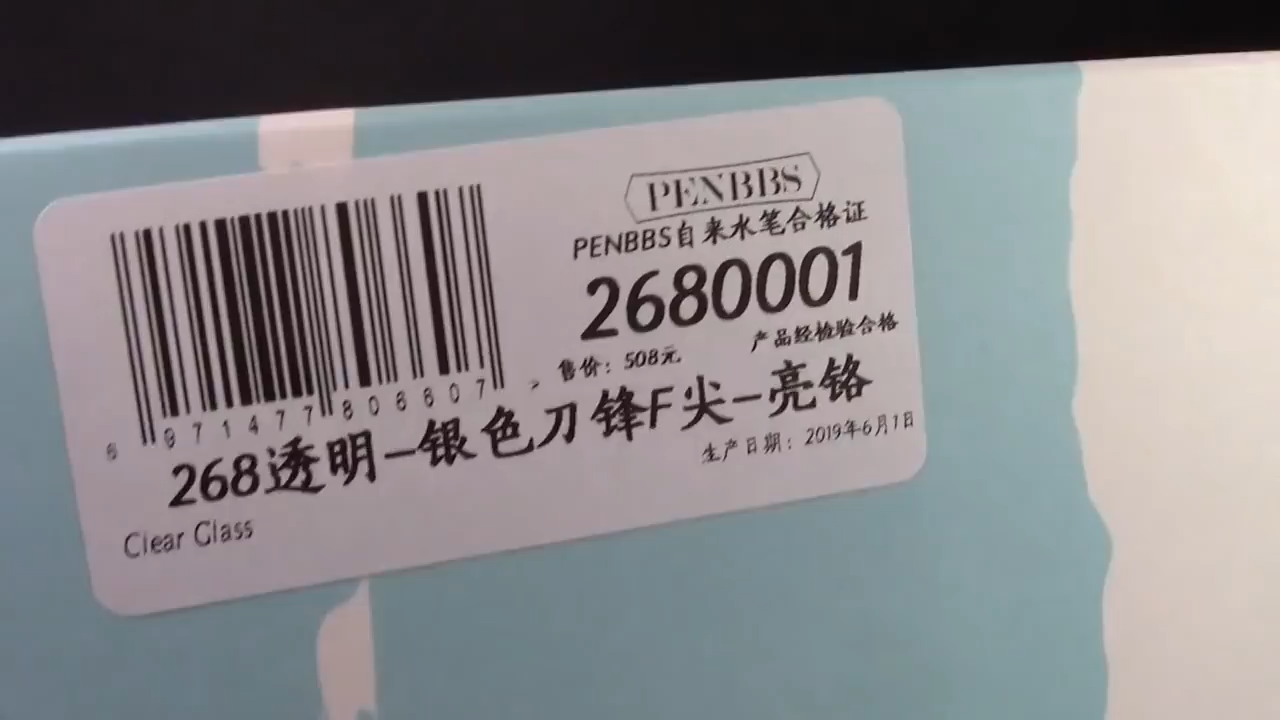 PENBBS
PENBBS自来水笔合格证
2680001
产品经检验合格
售价：508元
6 971477 806607 >
268透明-银色刀锋F尖-亮铬
生产日期：2019年6月1日
Clear Glass